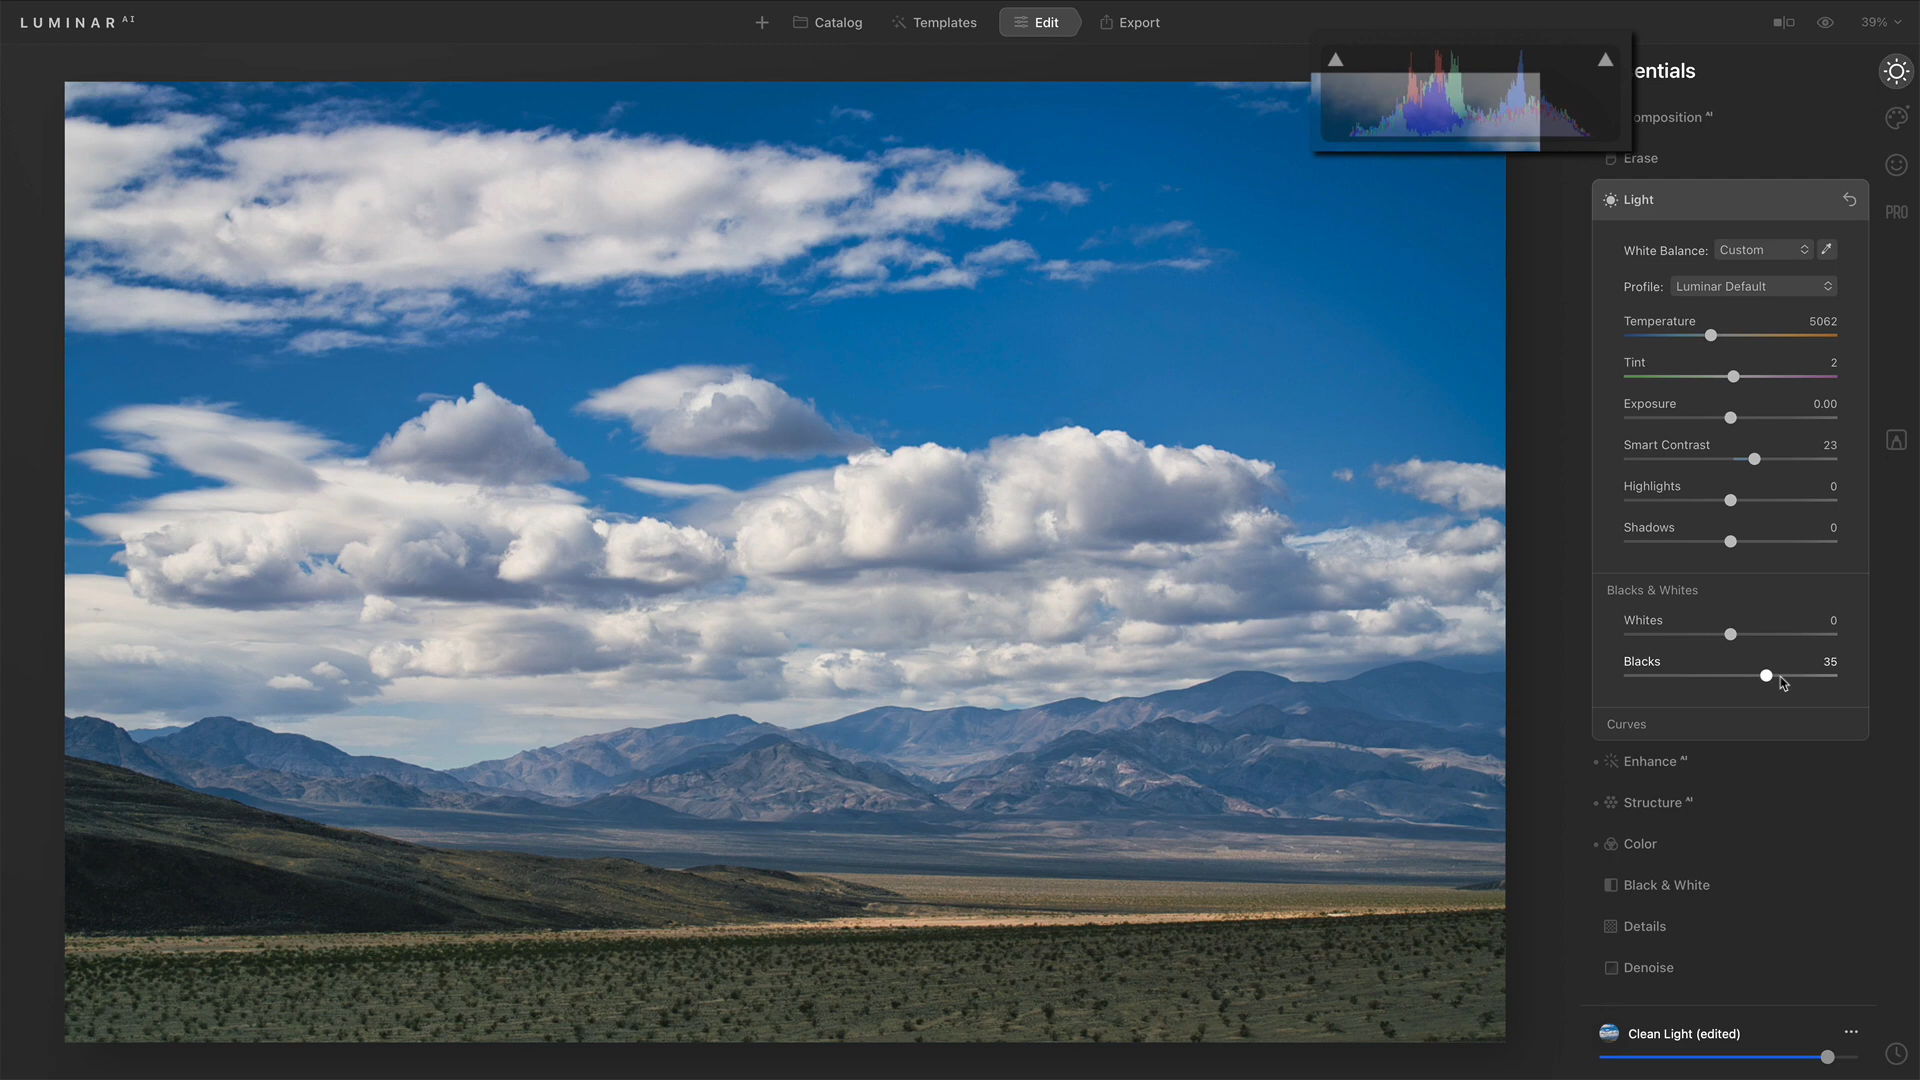 LUMINAR AI
Catalog
Templates
Edit
Export
39%
entials
omposition AI
Erase
Light
PRO
White Balance: Custom
Profile: Luminar Default
Temperature 5062
Tint 2
Exposure 0.00
Smart Contrast 23
Highlights 0
Shadows 0
Blacks & Whites
Whites 0
Blacks 35
Curves
Enhance AI
Structure AI
Color
Black & White
Details
Denoise
Clean Light (edited)